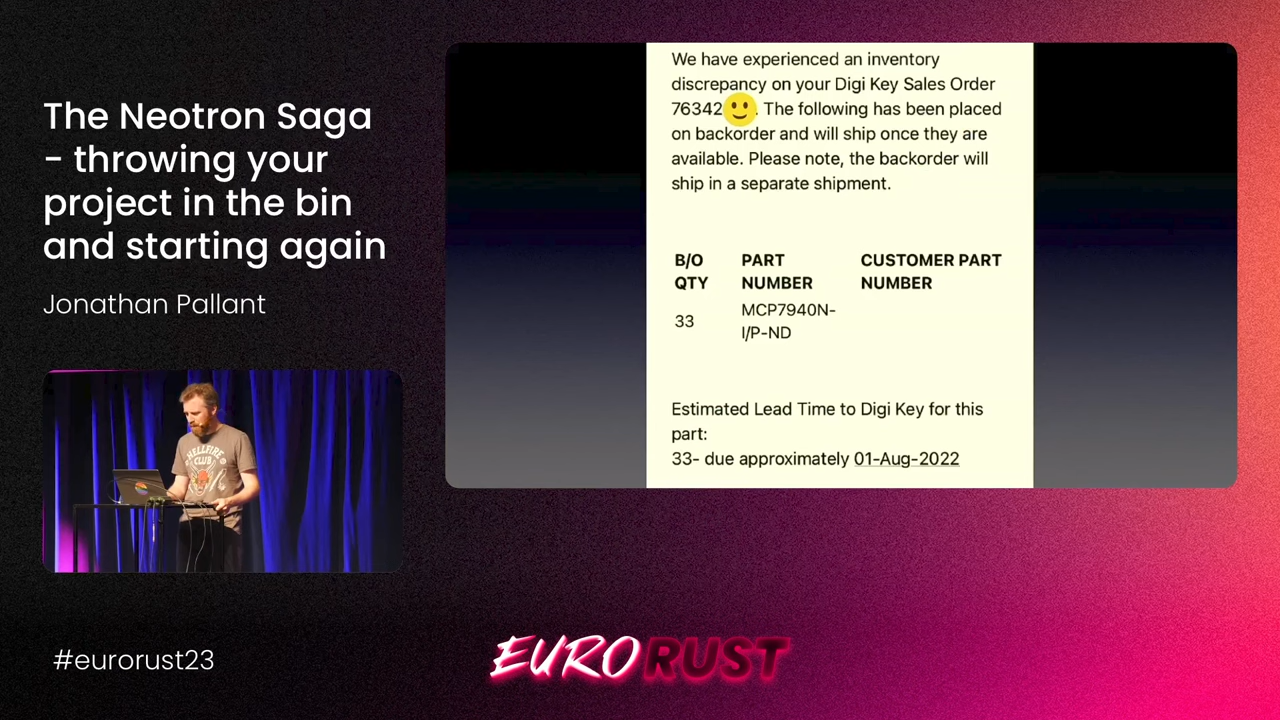 The Neotron Saga
- throwing your
project in the bin
and starting again
Jonathan Pallant
HELLFIRE
CLUB
#eurorust23
We have experienced an inventory
discrepancy on your Digi Key Sales Order
76342 . The following has been placed
on backorder and will ship once they are
available. Please note, the backorder will
ship in a separate shipment.
B/O
QTY
PART
NUMBER
CUSTOMER PART
NUMBER
33
MCP7940N-
I/P-ND
Estimated Lead Time to Digi Key for this
part:
33- due approximately 01-Aug-2022
EURORUST